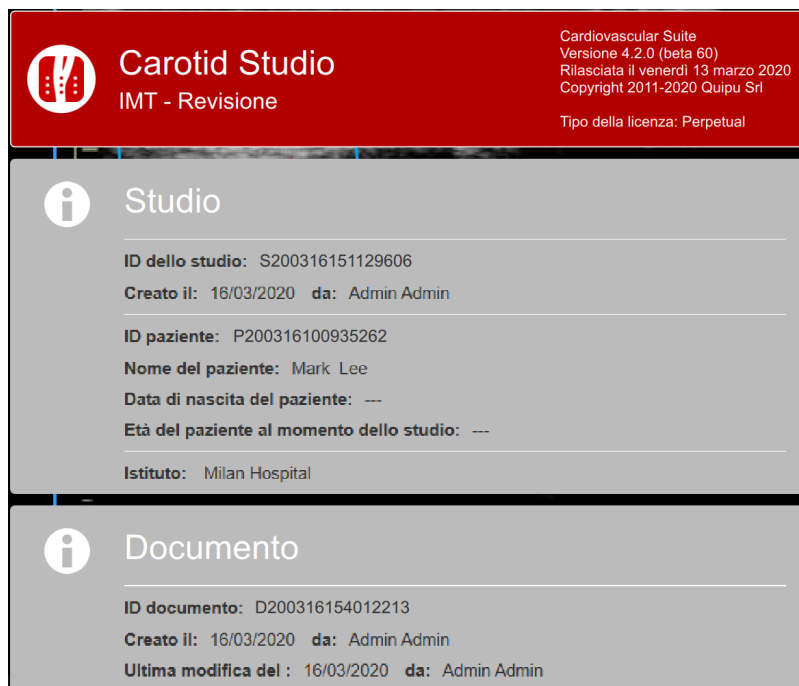 Carotid Studio
IMT - Revisione
Cardiovascular Suite
Versione 4.2.0 (beta 60)
Rilasciata il venerdì 13 marzo 2020
Copyright 2011-2020 Quipu Srl
Tipo della licenza: Perpetual
Studio
ID dello studio: S200316151129606
Creato il: 16/03/2020 da: Admin Admin
ID paziente: P200316100935262
Nome del paziente: Mark Lee
Data di nascita del paziente: ---
Età del paziente al momento dello studio: ---
Istituto: Milan Hospital
Documento
ID documento: D200316154012213
Creato il: 16/03/2020 da: Admin Admin
Ultima modifica del : 16/03/2020 da: Admin Admin